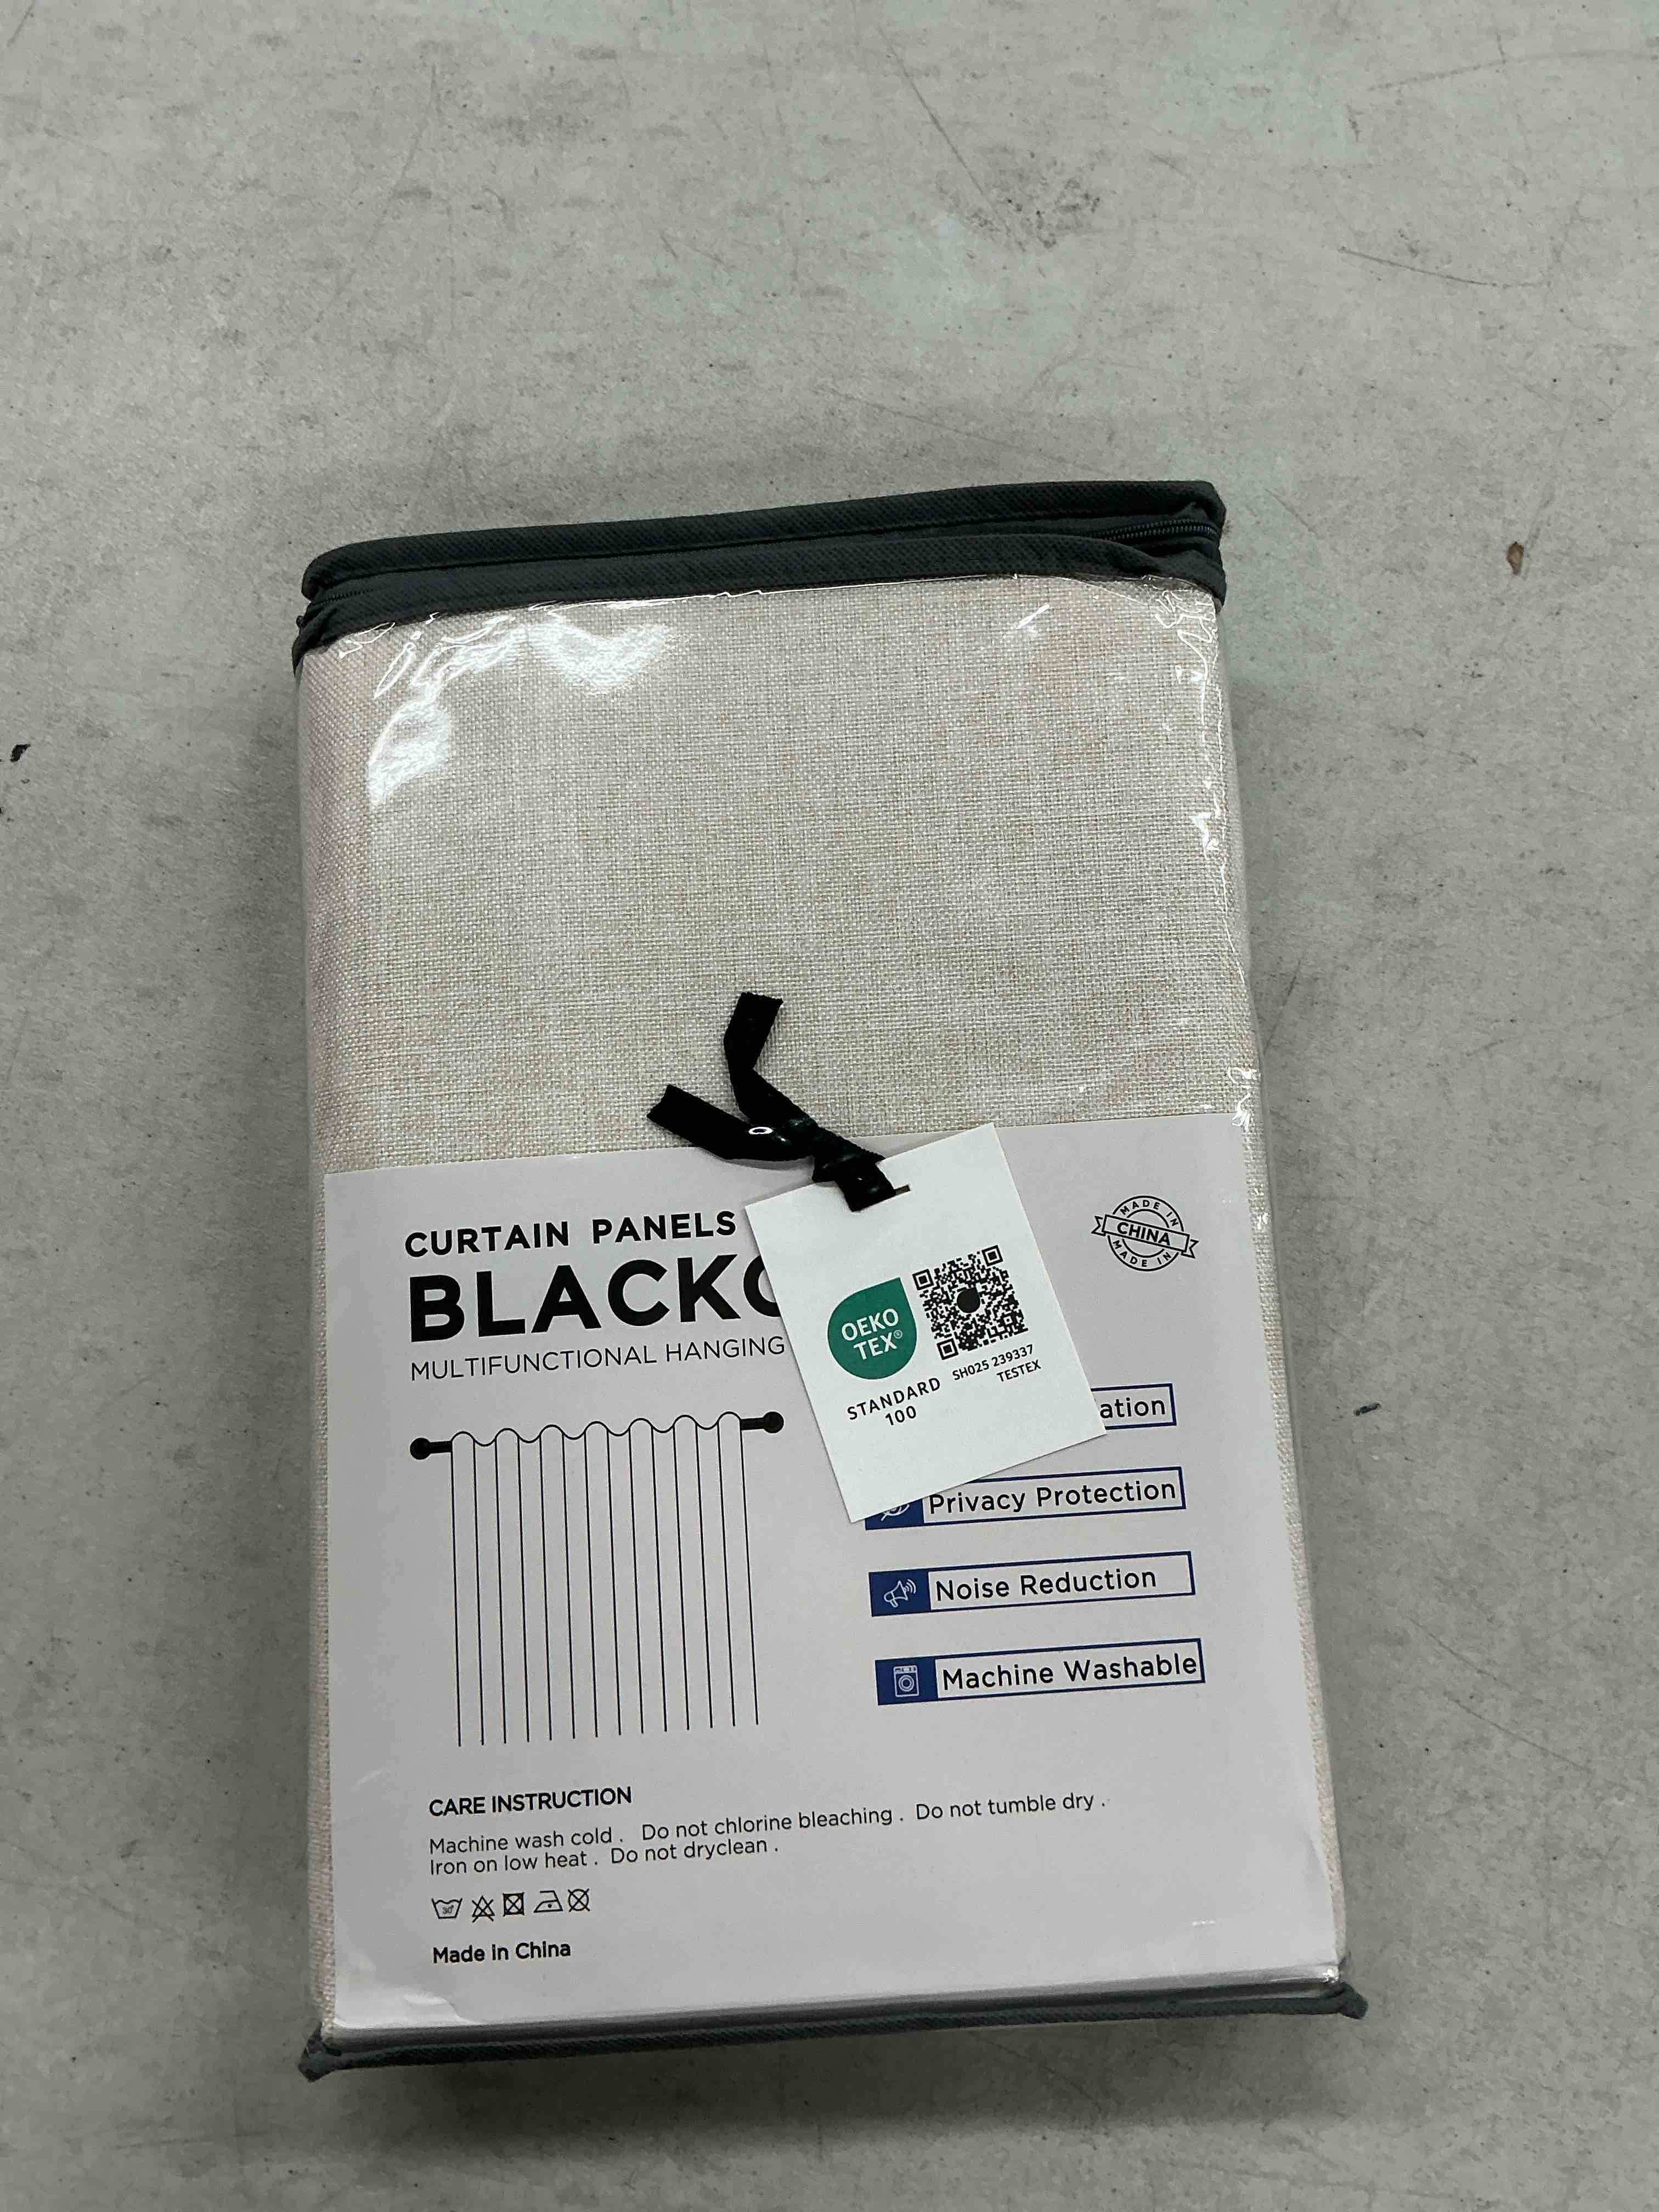 CURTAIN PANELS
BLACKO
MULTIFUNCTIONAL HANGING
MADE IN
CHINA
MADE IN
OEKO
TEX®
STANDARD
100
SH025 239337
TESTEX
ation
Privacy Protection
Noise Reduction
Machine Washable
CARE INSTRUCTION
Machine wash cold . Do not chlorine bleaching . Do not tumble dry .
Iron on low heat . Do not dryclean .
30°
Made in China